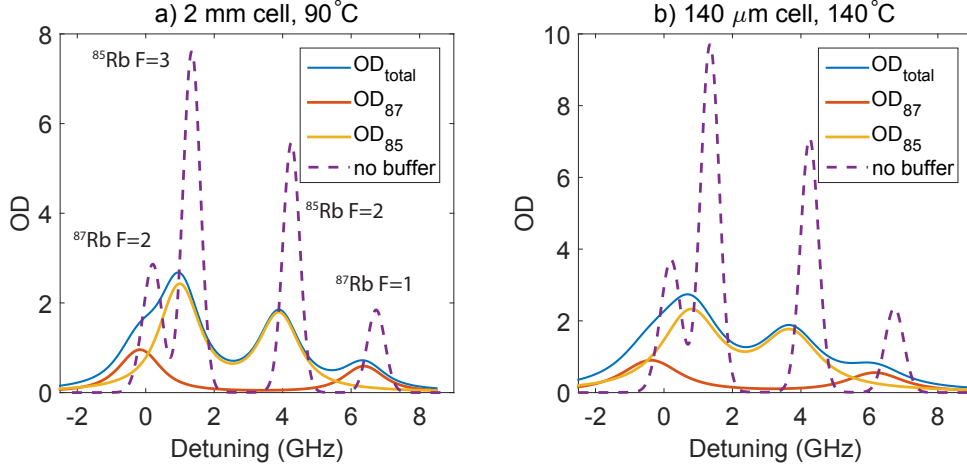 a) 2 mm cell, 90°C
8
6
4
2
0
OD
-2 0 2 4 6 8
Detuning (GHz)
⁸⁵Rb F=3
⁸⁷Rb F=2
⁸⁵Rb F=2
⁸⁷Rb F=1
OD_total
OD_87
OD_85
no buffer
b) 140 μm cell, 140°C
10
8
6
4
2
0
OD
-2 0 2 4 6 8
Detuning (GHz)
OD_total
OD_87
OD_85
no buffer